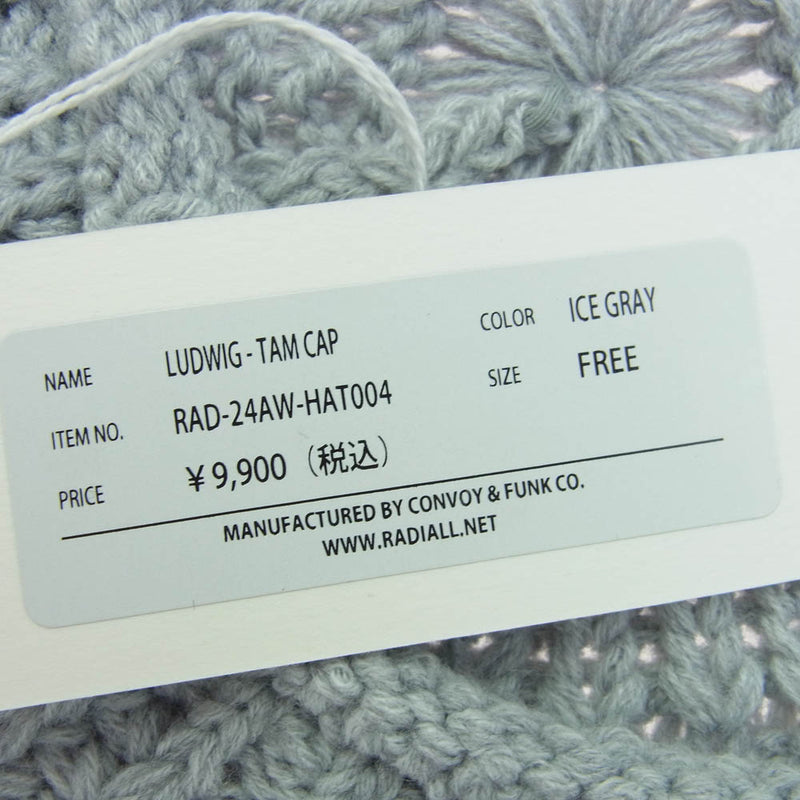 NAME LUDWIG - TAM CAP COLOR ICE GRAY
ITEM NO. RAD-24AW-HAT004 SIZE FREE
PRICE ¥9,900（税込）
MANUFACTURED BY CONVOY & FUNK CO.
WWW.RADIALL.NET